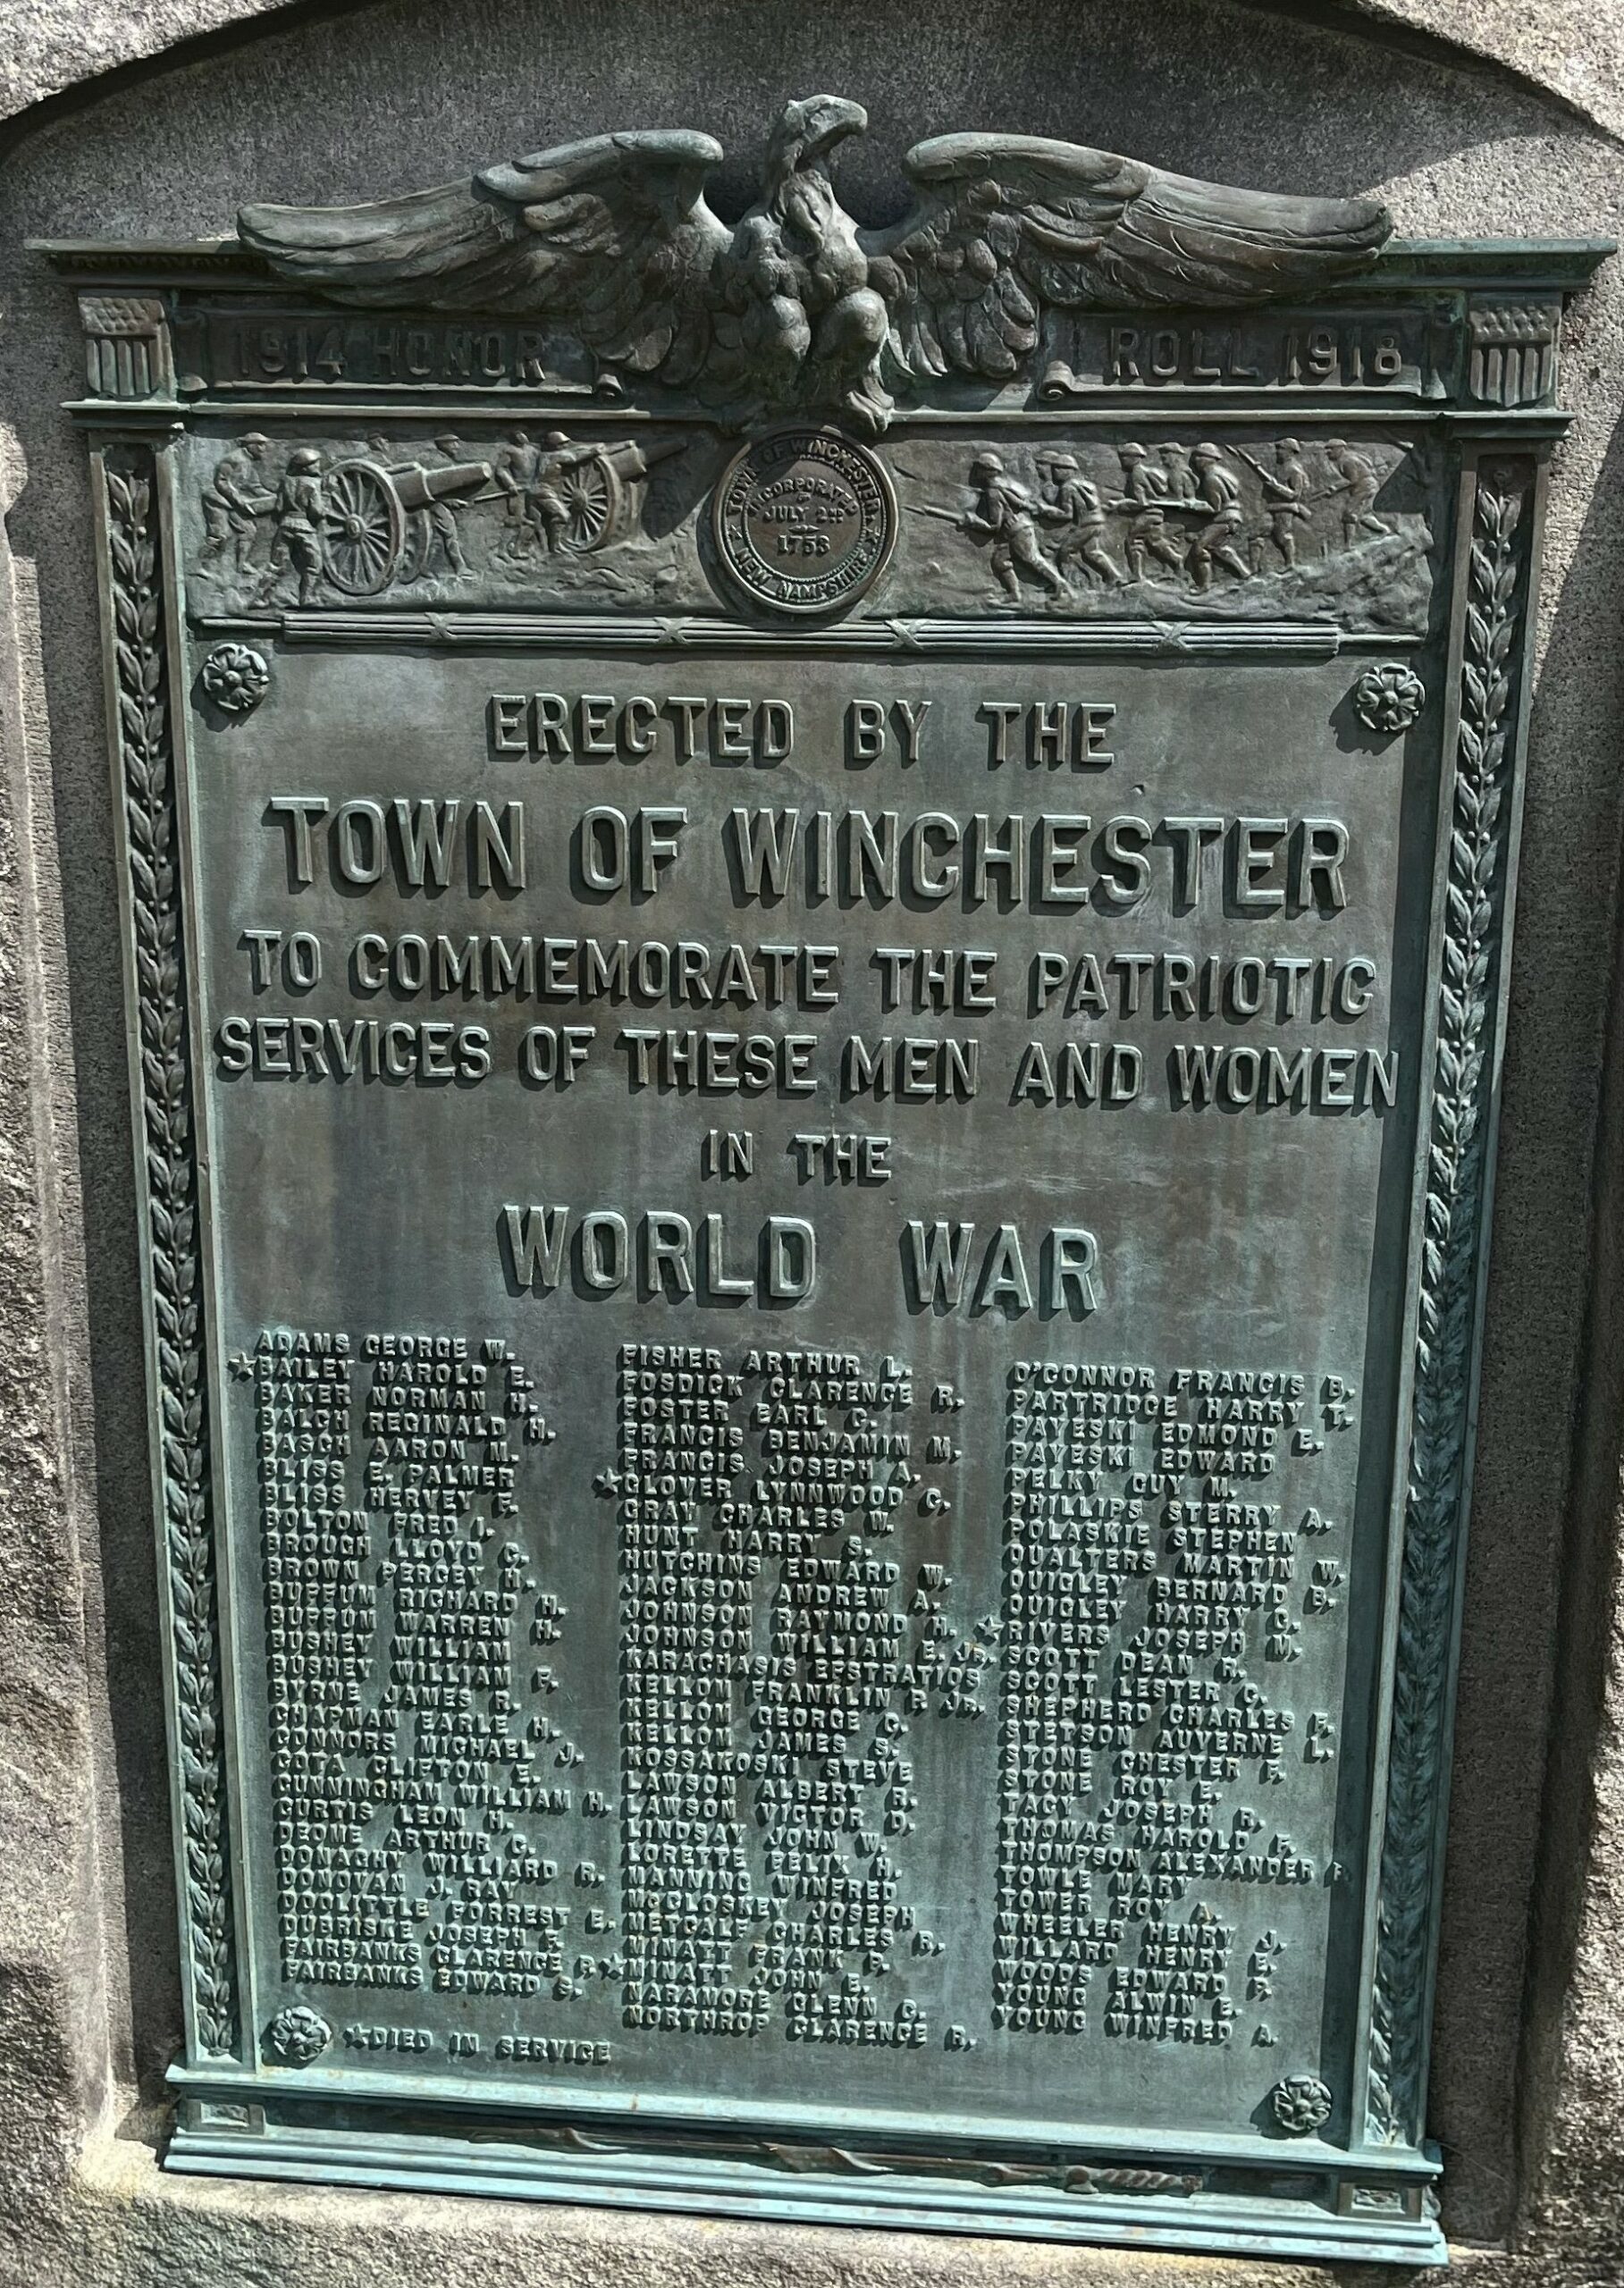 1914 HONOR
ROLL 1918
TOWN OF WINCHESTER
INCORPORATED
JULY 2ND
1753
NEW HAMPSHIRE
ERECTED BY THE
TOWN OF WINCHESTER
TO COMMEMORATE THE PATRIOTIC
SERVICES OF THESE MEN AND WOMEN
IN THE
WORLD WAR
ADAMS GEORGE W.
☆BAILEY HAROLD E.
BAKER NORMAN H.
BALCH REGINALD H.
BASCH AARON M.
BLISS E. PALMER
BLISS HERVEY F.
BOLTON FRED I.
BROUGH LLOYD C.
BROWN PERCEY H.
BUFFUM RICHARD H.
BUFFUM WARREN H.
BUSHEY WILLIAM
BUSHEY WILLIAM F.
BYRNE JAMES R.
CHAPMAN EARLE H.
CONNORS MICHAEL J.
COTA CLIFTON E.
CUNNINGHAM WILLIAM H.
CURTIS LEON H.
DEOME ARTHUR C.
DONAGHY WILLIARD R.
DONOVAN J. RAY
DOOLITTLE FORREST E.
DUBRISKE JOSEPH F.
FAIRBANKS CLARENCE P.
FAIRBANKS EDWARD S.
☆DIED IN SERVICE
FISHER ARTHUR L.
FOSDICK CLARENCE R.
FOSTER EARL C.
FRANCIS BENJAMIN M.
FRANCIS JOSEPH A.
☆GLOVER LYNNWOOD C.
GRAY CHARLES W.
HUNT HARRY S.
HUTCHINS EDWARD W.
JACKSON ANDREW A.
JOHNSON RAYMOND H.
JOHNSON WILLIAM E. JR.
KARACHASIS EFSTRATIOS
KELLOM FRANKLIN P. JR.
KELLOM GEORGE C.
KELLOM JAMES S.
KOSSAKOSKI STEVE
LAWSON ALBERT R.
LAWSON VICTOR D.
LINDSAY JOHN W.
LORETTE FELIX H.
MANNING WINFRED
McCLOSKEY JOSEPH
METCALF CHARLES R.
MINATT FRANK P.
☆MINATT JOHN E.
NARAMORE GLENN C.
NORTHROP CLARENCE R.
O'CONNOR FRANCIS B.
PARTRIDGE HARRY T.
PAYESKI EDMOND E.
PAYESKI EDWARD
PELKY GUY M.
PHILLIPS STERRY A.
POLASKIE STEPHEN
QUALTERS MARTIN W.
QUIGLEY BERNARD B.
QUIGLEY HARRY C.
☆RIVERS JOSEPH M.
SCOTT DEAN R.
SCOTT LESTER C.
SHEPHERD CHARLES F.
STETSON AUVERNE L.
STONE CHESTER F.
STONE ROY E.
TACY JOSEPH R.
THOMAS HAROLD F.
THOMPSON ALEXANDER
TOWLE MARY
TOWER ROY A.
WHEELER HENRY J.
WILLARD HENRY E.
WOODS EDWARD P.
YOUNG ALWIN E.
YOUNG WINFRED A.